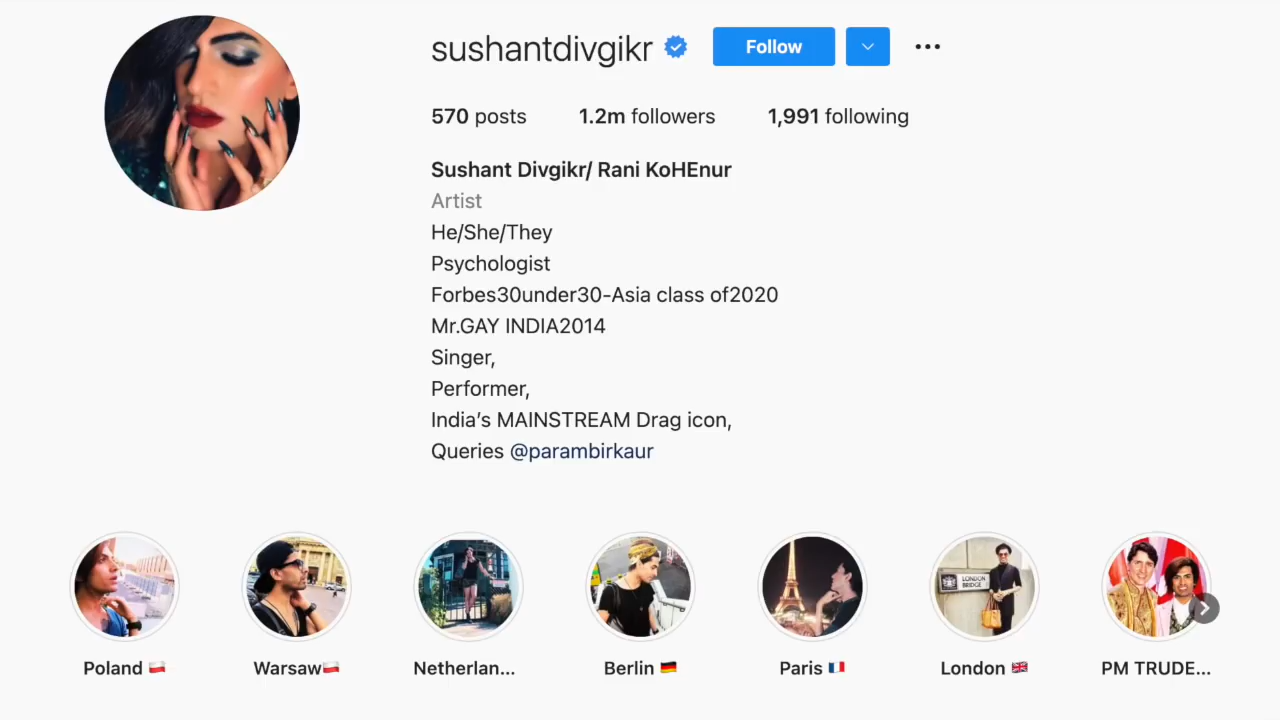 sushantdivgikr Follow
570 posts 1.2m followers 1,991 following
Sushant Divgikr/ Rani KoHEnur
Artist
He/She/They
Psychologist
Forbes30under30-Asia class of2020
Mr.GAY INDIA2014
Singer,
Performer,
India’s MAINSTREAM Drag icon,
Queries @parambirkaur
LONDON
BRIDGE
Poland 🇵🇱 Warsaw🇵🇱 Netherlan... Berlin 🇩🇪 Paris 🇫🇷 London 🇬🇧 PM TRUDE...